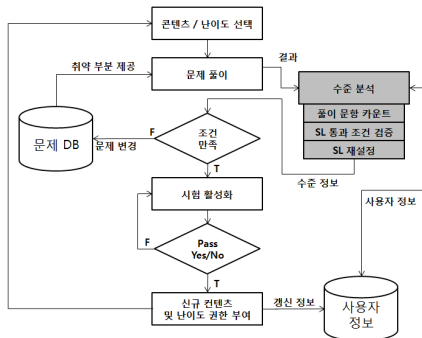 콘텐츠 / 난이도 선택
취약 부분 제공
문제 풀이
결과
수준 분석
풀이 문항 카운트
SL 통과 조건 검증
SL 재설정
문제 DB
F
문제 변경
조건
만족
수준 정보
T
시험 활성화
사용자 정보
F
Pass
Yes/No
T
신규 컨텐츠
및 난이도 권한 부여
갱신 정보
사용자
정보